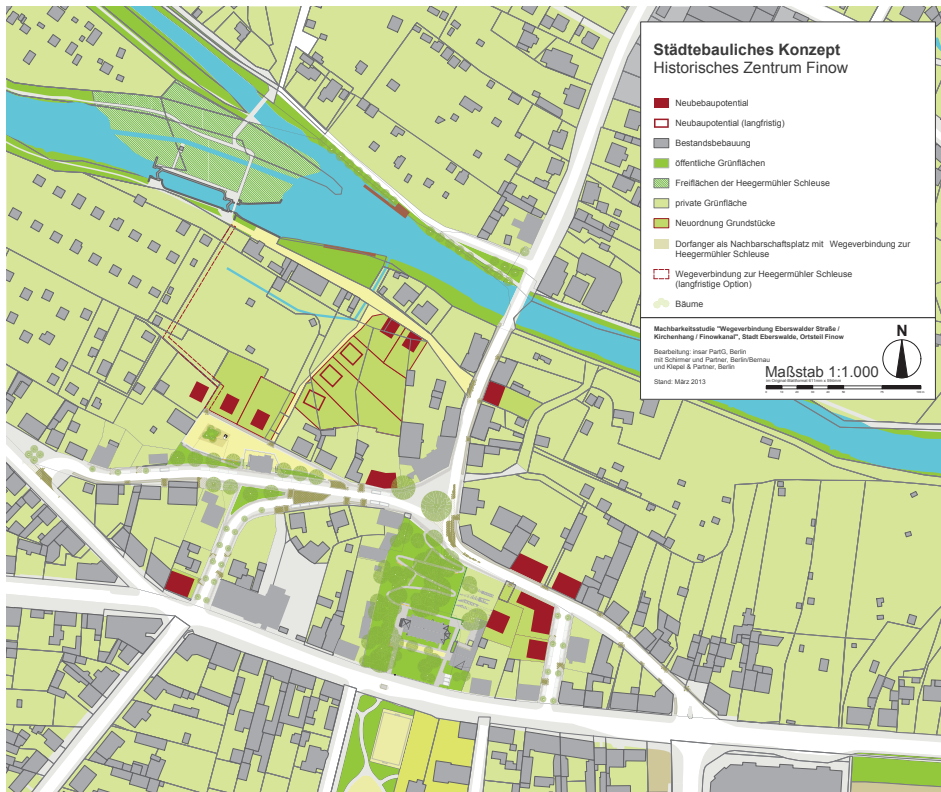 Städtebauliches Konzept
Historisches Zentrum Finow
Neubebaupotential
Neubaupotential (langfristig)
Bestandsbebauung
öffentliche Grünflächen
Freiflächen der Heegermühler Schleuse
private Grünfläche
Neuordnung Grundstücke
Dorfanger als Nachbarschaftsplatz mit Wegeverbindung zur
Heegermühler Schleuse
Wegeverbindung zur Heegermühler Schleuse
(langfristige Option)
Bäume
Machbarkeitsstudie "Wegeverbindung Eberswalder Straße /
Kirchenhang / Finowkanal", Stadt Eberswalde, Ortsteil Finow
Bearbeitung: insar PartG, Berlin
mit Schirmer und Partner, Berlin/Bernau
und Klepel & Partner, Berlin
Stand: März 2013
N
Maßstab 1:1.000